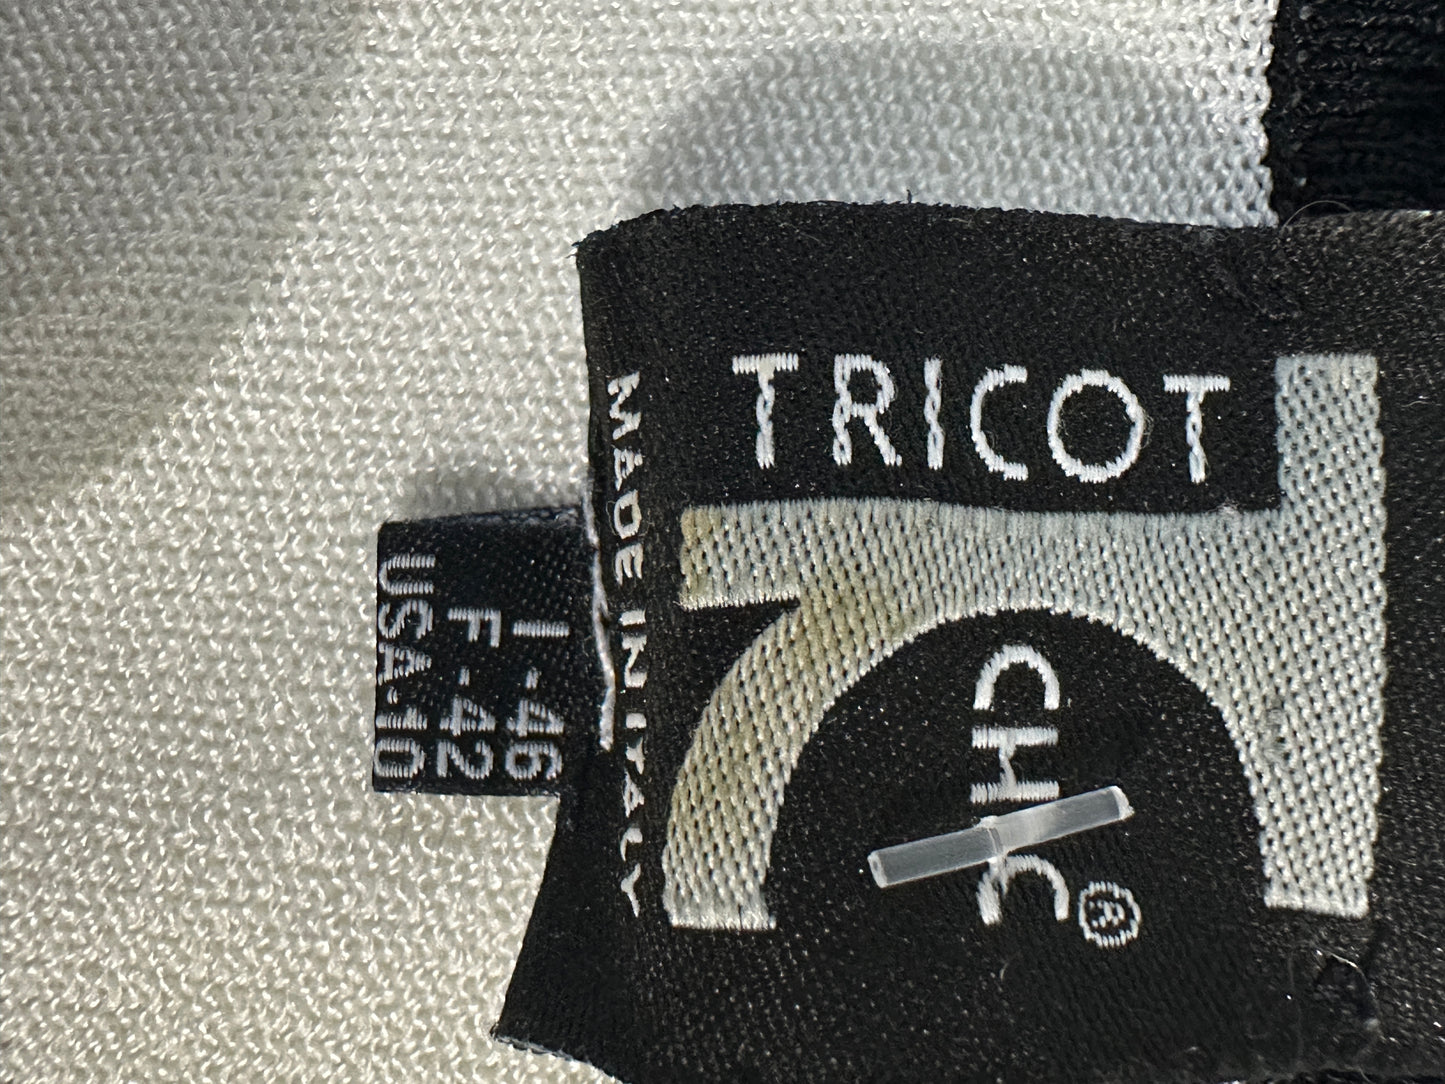 TRICOT
CHIC®
MADE IN ITALY
I - 46
F - 42
USA-10